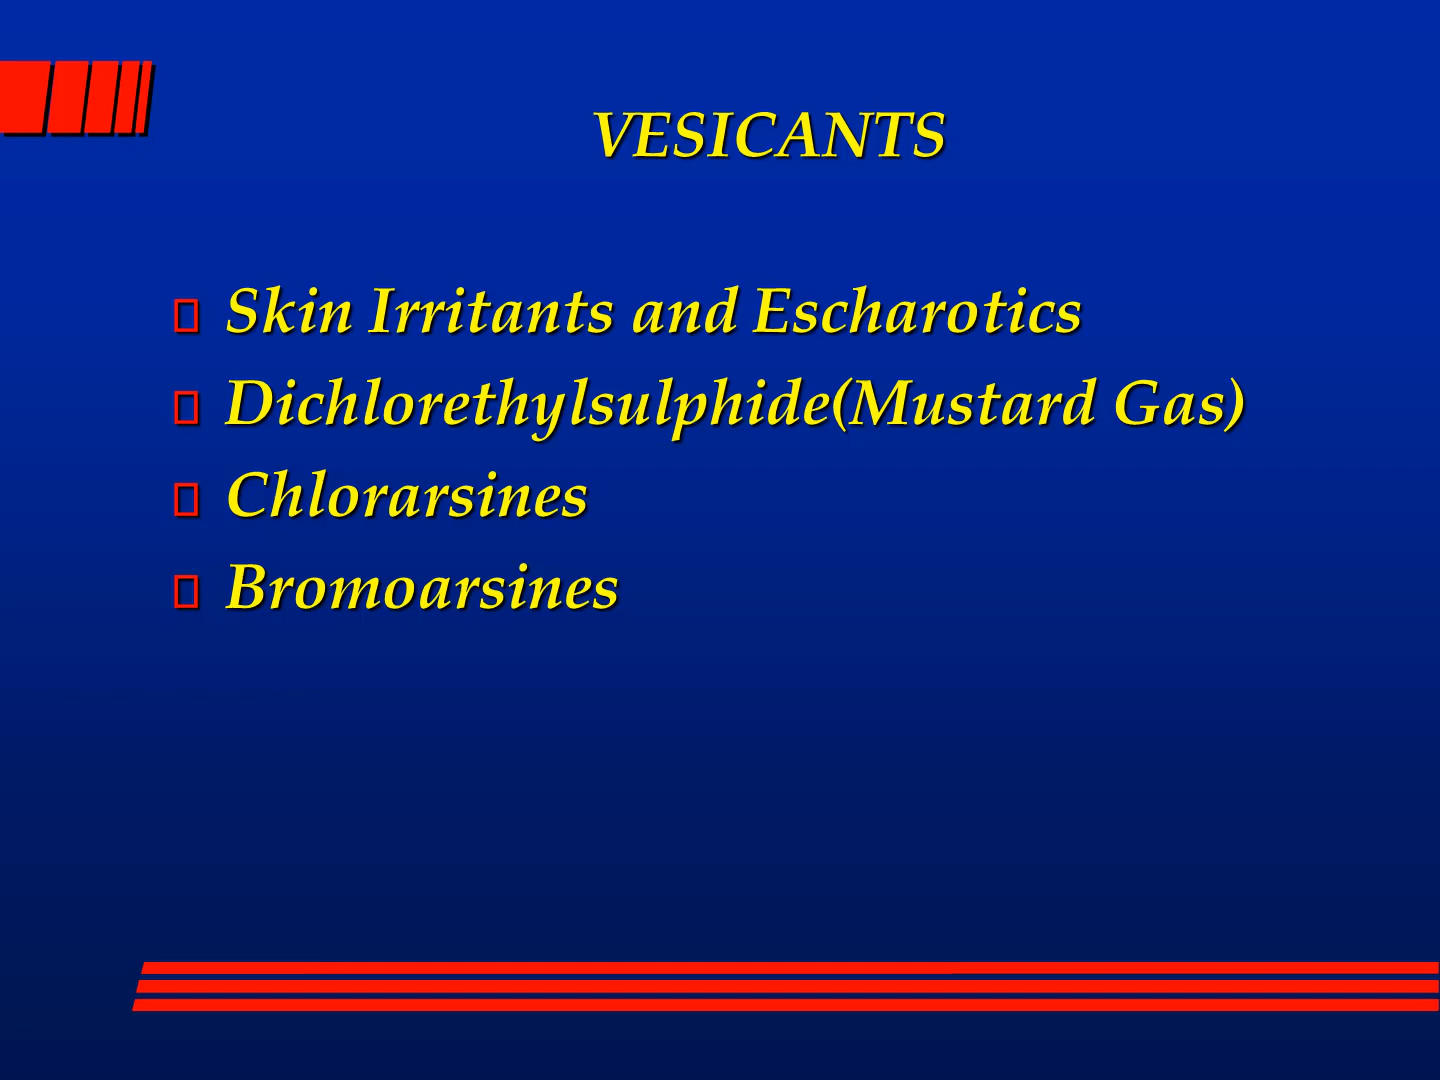 VESICANTS
Skin Irritants and Escharotics
Dichlorethylsulphide(Mustard Gas)
Chlorarsines
Bromoarsines